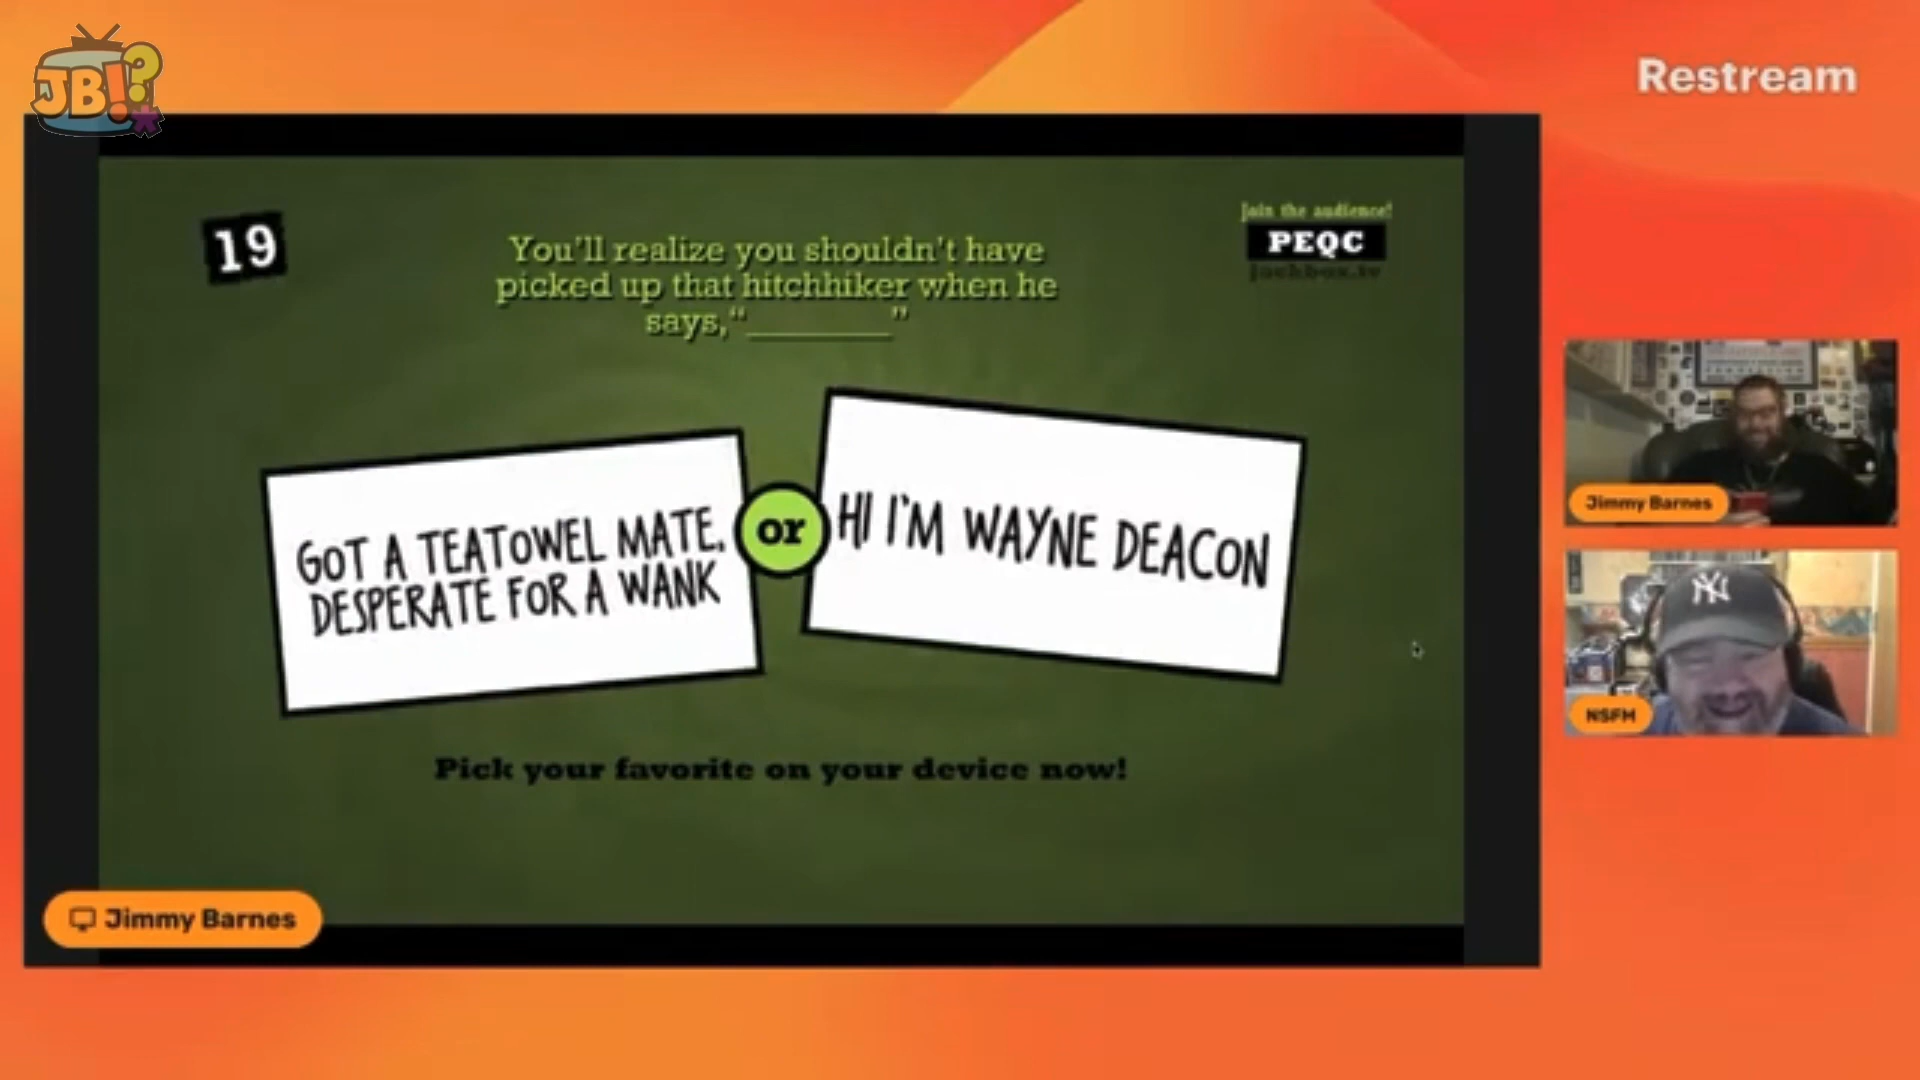 JB!?*
Restream
19
Join the audience!
PEQC
jackbox.tv
You'll realize you shouldn't have
picked up that hitchhiker when he
says,“_________”
GOT A TEATOWEL MATE,
DESPERATE FOR A WANK
or
HI I'M WAYNE DEACON
Pick your favorite on your device now!
Jimmy Barnes
NY
NSFM
Jimmy Barnes